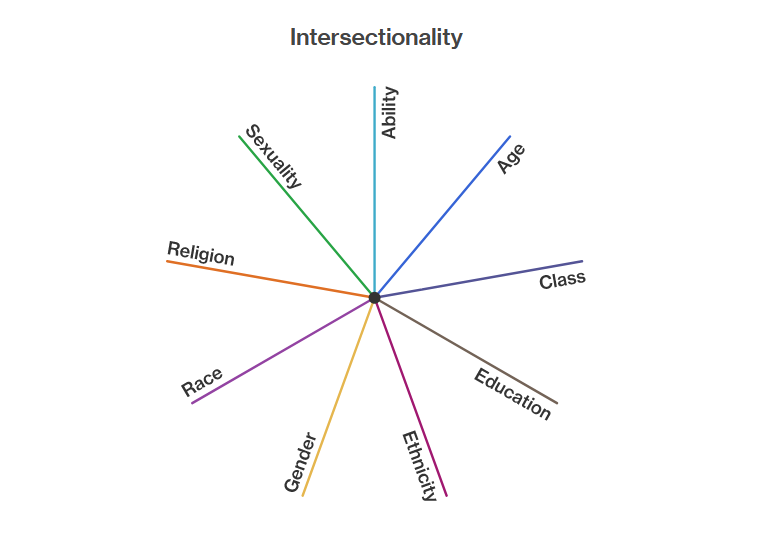 Intersectionality
Ability
Age
Class
Education
Ethnicity
Gender
Race
Religion
Sexuality